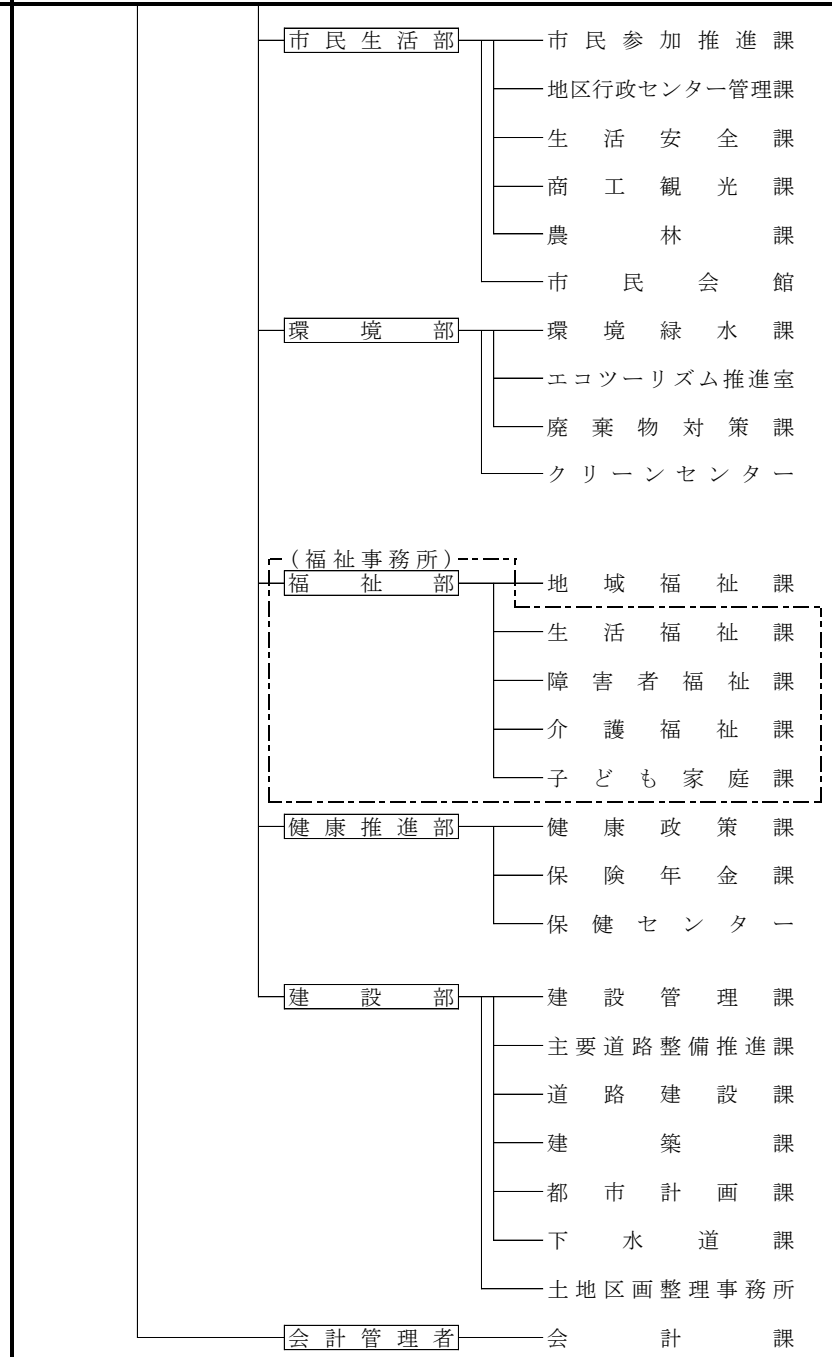 市民生活部 市民参加推進課
地区行政センター管理課
生活安全課
商工観光課
農林課
市民会館
環境部 環境緑水課
エコツーリズム推進室
廃棄物対策課
クリーンセンター
(福祉事務所)
福祉部 地域福祉課
生活福祉課
障害者福祉課
介護福祉課
子ども家庭課
健康推進部 健康政策課
保険年金課
保健センター
建設部 建設管理課
主要道路整備推進課
道路建設課
建築課
都市計画課
下水道課
土地区画整理事務所
会計管理者 会計課